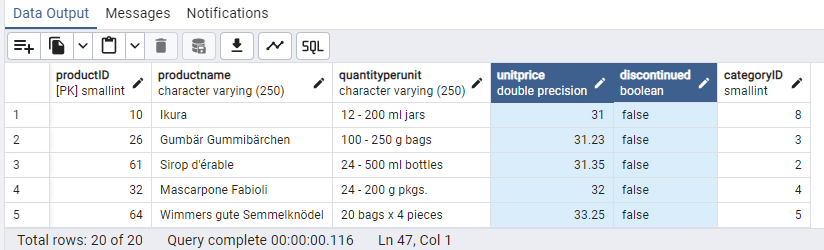 Data Output Messages Notifications
SQL
productID productname quantityperunit unitprice discontinued categoryID
[PK] smallint character varying (250) character varying (250) double precision boolean smallint
1 10 Ikura 12 - 200 ml jars 31 false 8
2 26 Gumbär Gummibärchen 100 - 250 g bags 31.23 false 3
3 61 Sirop d'érable 24 - 500 ml bottles 31.35 false 2
4 32 Mascarpone Fabioli 24 - 200 g pkgs. 32 false 4
5 64 Wimmers gute Semmelknödel 20 bags x 4 pieces 33.25 false 5
Total rows: 20 of 20 Query complete 00:00:00.116 Ln 47, Col 1